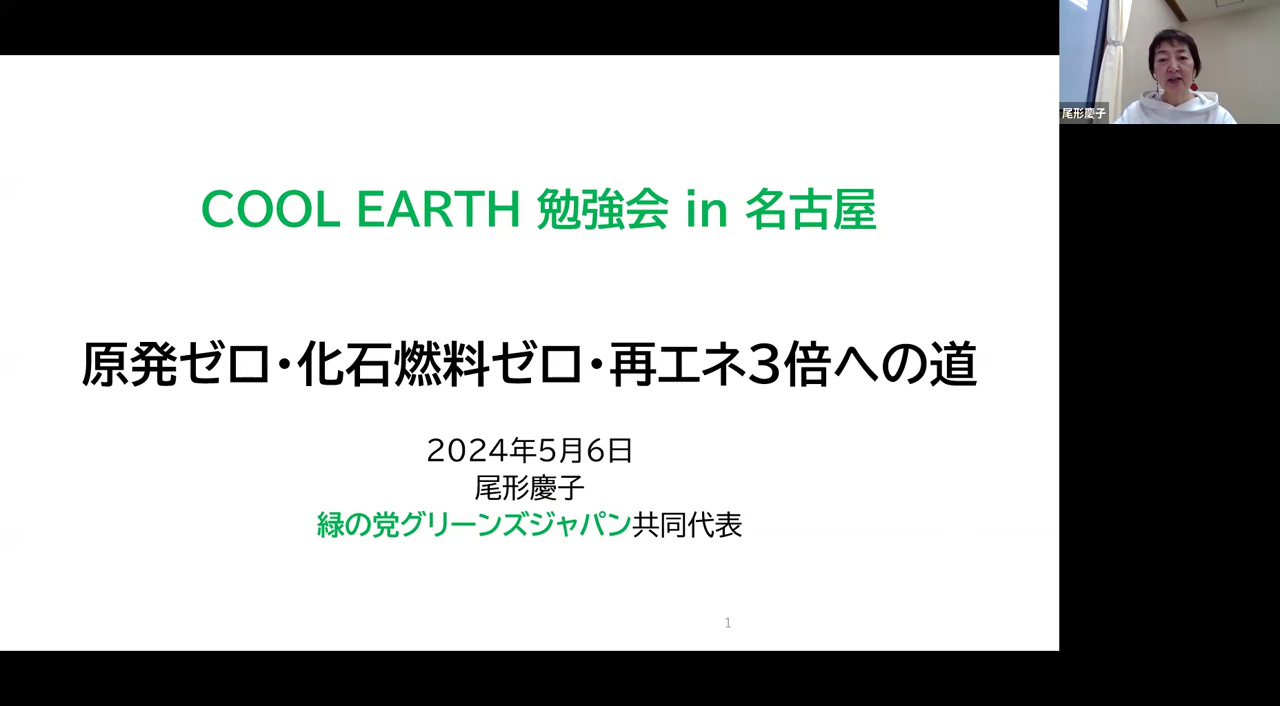 COOL EARTH 勉強会 in 名古屋
原発ゼロ・化石燃料ゼロ・再エネ3倍への道
2024年5月6日
尾形慶子
緑の党グリーンズジャパン共同代表
1
尾形慶子